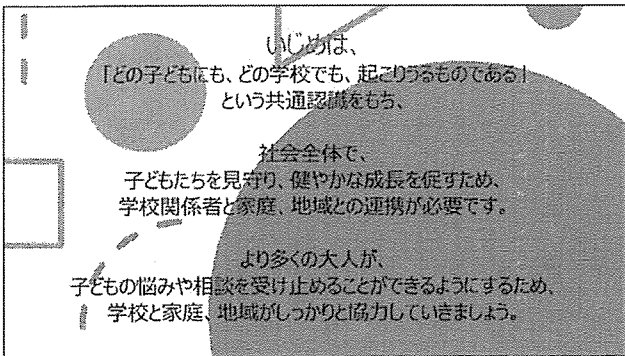 いじめは、
「どの子どもにも、どの学校でも、起こりうるものである」
という共通認識をもち、
社会全体で、
子どもたちを見守り、健やかな成長を促すため、
学校関係者と家庭、地域との連携が必要です。
より多くの大人が、
子どもの悩みや相談を受け止めることができるようにするため、
学校と家庭、地域がしっかりと協力していきましょう。